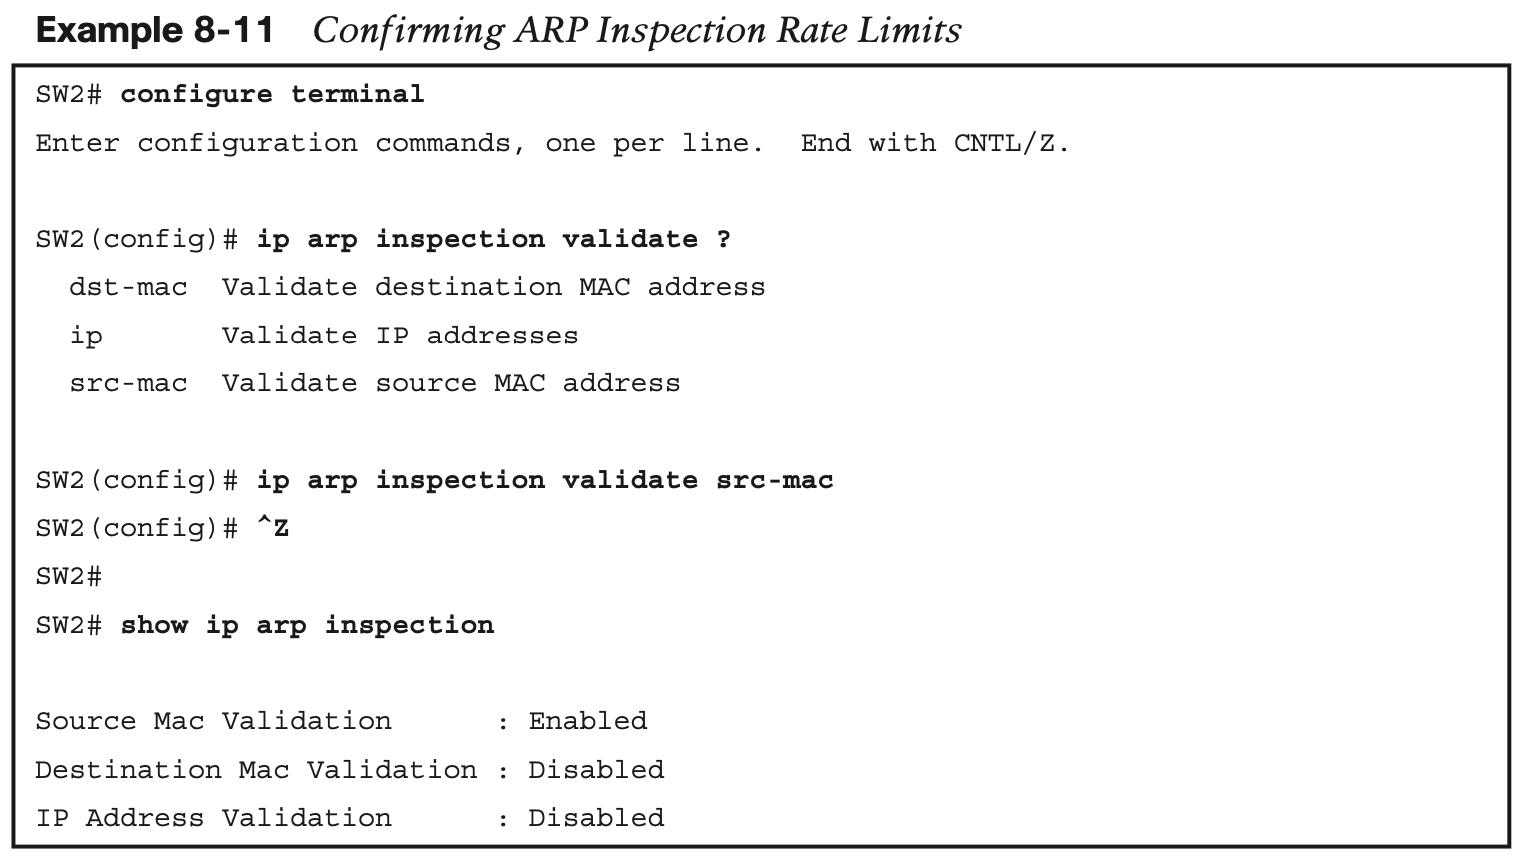 Example 8-11 Confirming ARP Inspection Rate Limits
SW2# configure terminal
Enter configuration commands, one per line.  End with CNTL/Z.
SW2(config)# ip arp inspection validate ?
  dst-mac  Validate destination MAC address
  ip       Validate IP addresses
  src-mac  Validate source MAC address
SW2(config)# ip arp inspection validate src-mac
SW2(config)# ^Z
SW2#
SW2# show ip arp inspection
Source Mac Validation      : Enabled
Destination Mac Validation : Disabled
IP Address Validation      : Disabled